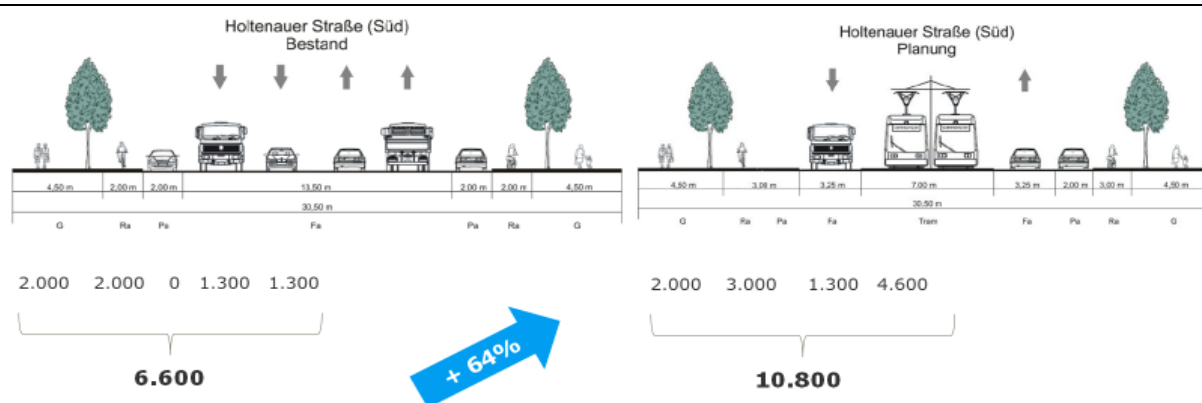 Holtenauer Straße (Süd)
Bestand
4,50 m 2,00 m 2,00 m 13,50 m 2,00 m 2,00 m 4,50 m
30,50 m
G Ra Pa Fa Pa Ra G
2.000 2.000 0 1.300 1.300
6.600
+ 64%
Holtenauer Straße (Süd)
Planung
4,50 m 3,00 m 3,25 m 7,00 m 3,25 m 2,00 m 3,00 m 4,50 m
30,50 m
G Ra Pa Fa Tram Fa Pa Ra G
2.000 3.000 1.300 4.600
10.800